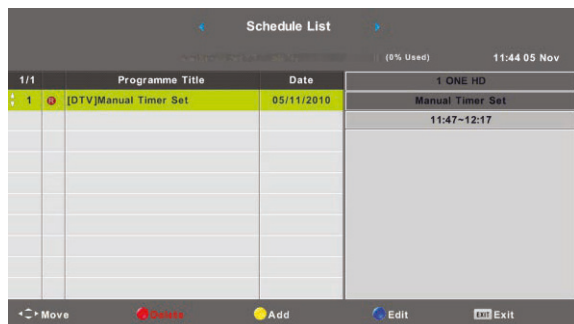 Schedule List
(0% Used) 11:44 05 Nov
1/1 Programme Title Date 1 ONE HD
1 [DTV]Manual Timer Set 05/11/2010 Manual Timer Set
11:47~12:17
Move Delete Add Edit EXIT Exit